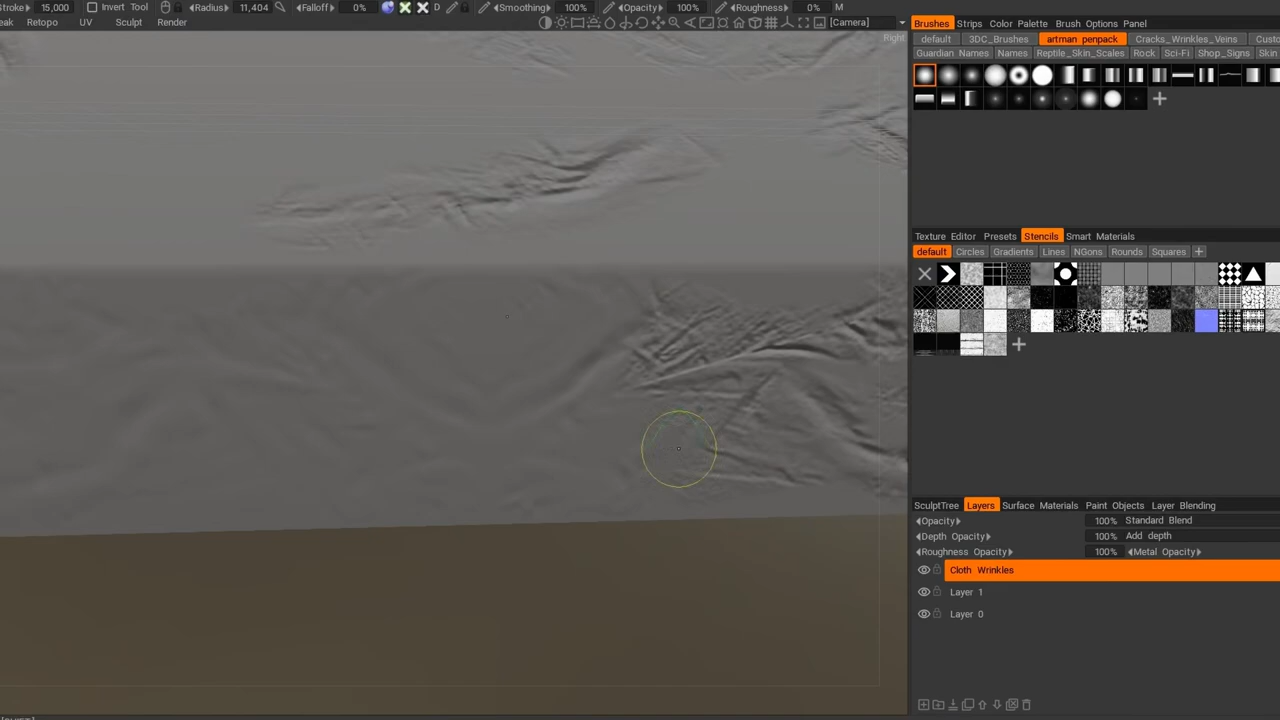 Stroke 15,000 Invert Tool Radius 11,404 Falloff 0% D Smoothing 100% Opacity 100% Roughness 0% M
Retopo UV Sculpt Render [Camera]
Right
Brushes Strips Color Palette Brush Options Panel
default 3DC_Brushes artman penpack Cracks_Wrinkles_Veins
Guardian Names Names Reptile_Skin_Scales Rock Sci-Fi Shop_Signs Skin
Texture Editor Presets Stencils Smart Materials
default Circles Gradients Lines NGons Rounds Squares +
SculptTree Layers Surface Materials Paint Objects Layer Blending
Opacity 100% Standard Blend
Depth Opacity 100% Add depth
Roughness Opacity 100% Metal Opacity
Cloth Wrinkles
Layer 1
Layer 0